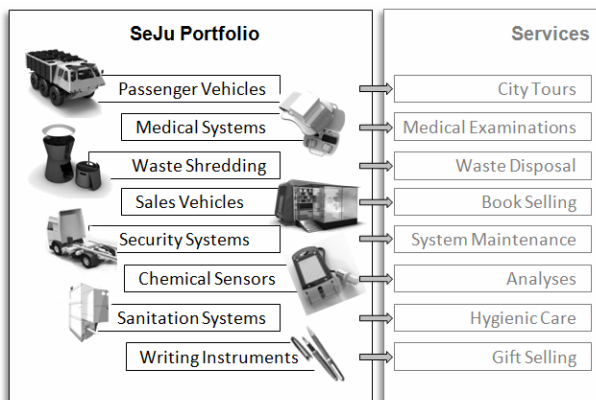 SeJu Portfolio
Services
Passenger Vehicles
City Tours
Medical Systems
Medical Examinations
Waste Shredding
Waste Disposal
Sales Vehicles
Book Selling
Security Systems
System Maintenance
Chemical Sensors
Analyses
Sanitation Systems
Hygienic Care
Writing Instruments
Gift Selling